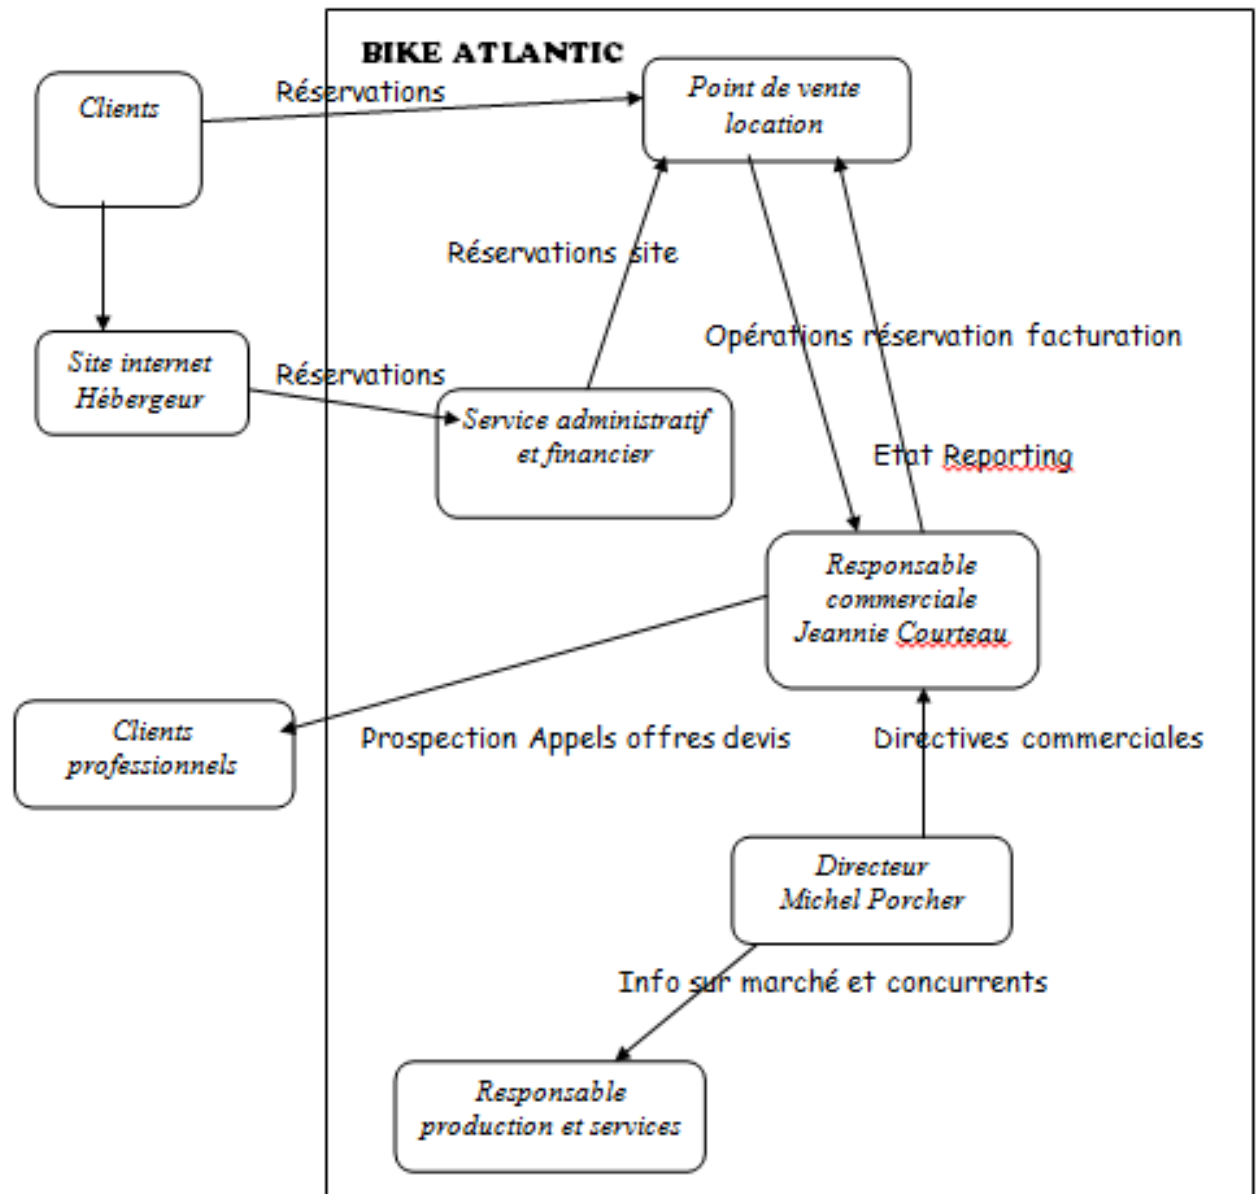 BIKE ATLANTIC
Clients
Réservations
Point de vente
location
Réservations site
Opérations réservation facturation
Site internet
Hébergeur
Réservations
Service administratif
et financier
Etat Reporting
Responsable
commerciale
Jeannie Courteau
Clients
professionnels
Prospection Appels offres devis
Directives commerciales
Directeur
Michel Porcher
Info sur marché et concurrents
Responsable
production et services